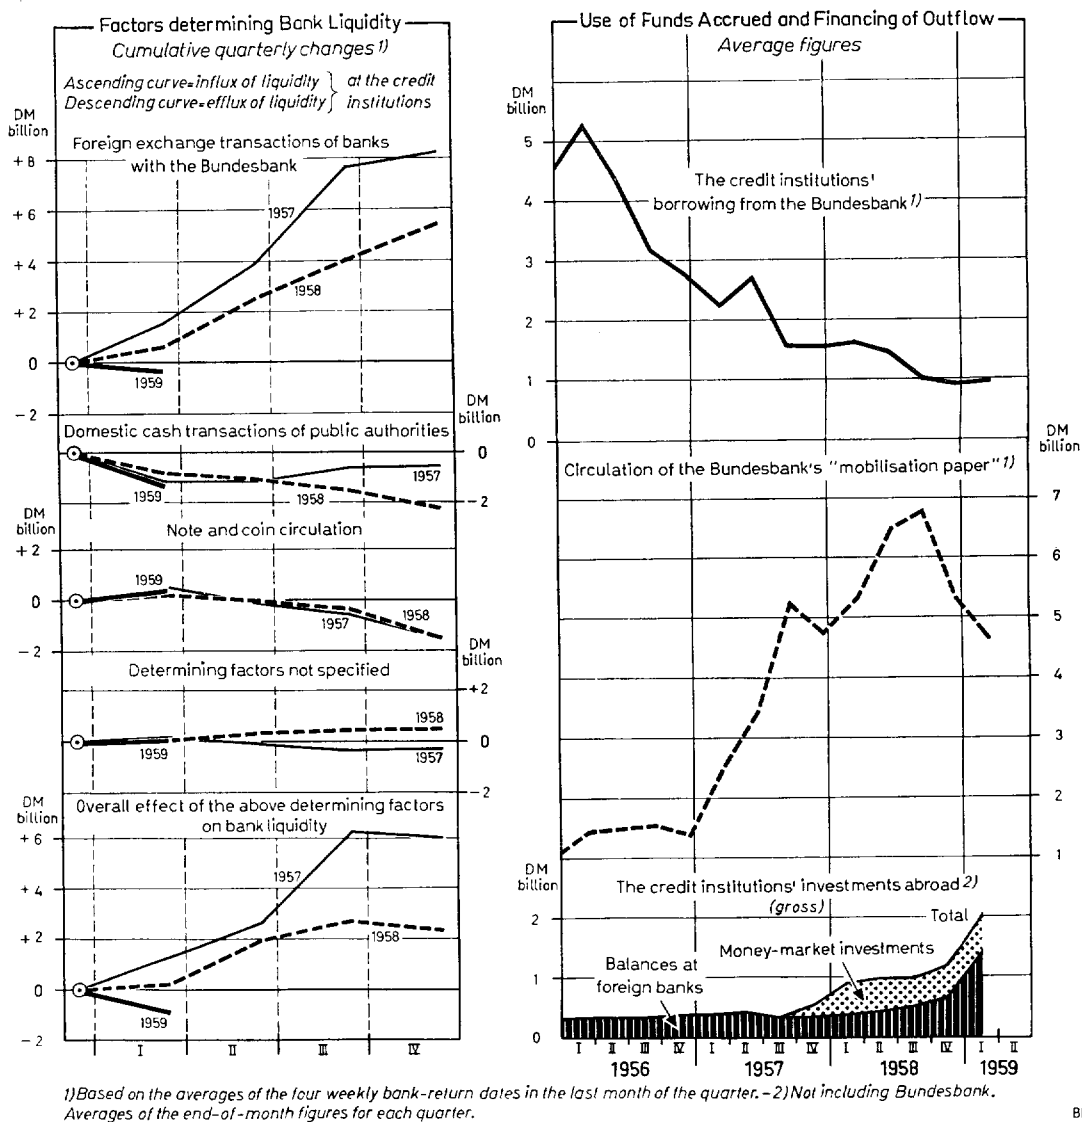 Factors determining Bank Liquidity
Cumulative quarterly changes 1)
Ascending curve=influx of liquidity
Descending curve=efflux of liquidity
at the credit
institutions
DM
billion
Foreign exchange transactions of banks
with the Bundesbank
+8
+6
+4
+2
0
-2
1957
1958
1959
DM
billion
Domestic cash transactions of public authorities
0
-2
1957
1959
1958
DM
billion
Note and coin circulation
+2
0
-2
1959
1958
1957
DM
billion
Determining factors not specified
+2
0
-2
1958
1959
1957
DM
billion
Overall effect of the above determining factors
on bank liquidity
+6
+4
+2
0
-2
1957
1958
1959
I II III IV
Use of Funds Accrued and Financing of Outflow
Average figures
DM
billion
5
4
3
2
1
0
The credit institutions'
borrowing from the Bundesbank 1)
DM
billion
Circulation of the Bundesbank's "mobilisation paper" 1)
7
6
5
4
3
2
1
DM
billion
The credit institutions' investments abroad 2)
(gross)
2
1
0
Total
Money-market investments
Balances at
foreign banks
I II III IV I II III IV I II III IV I II
1956 1957 1958 1959
1) Based on the averages of the four weekly bank-return dates in the last month of the quarter. – 2) Not including Bundesbank.
Averages of the end-of-month figures for each quarter.